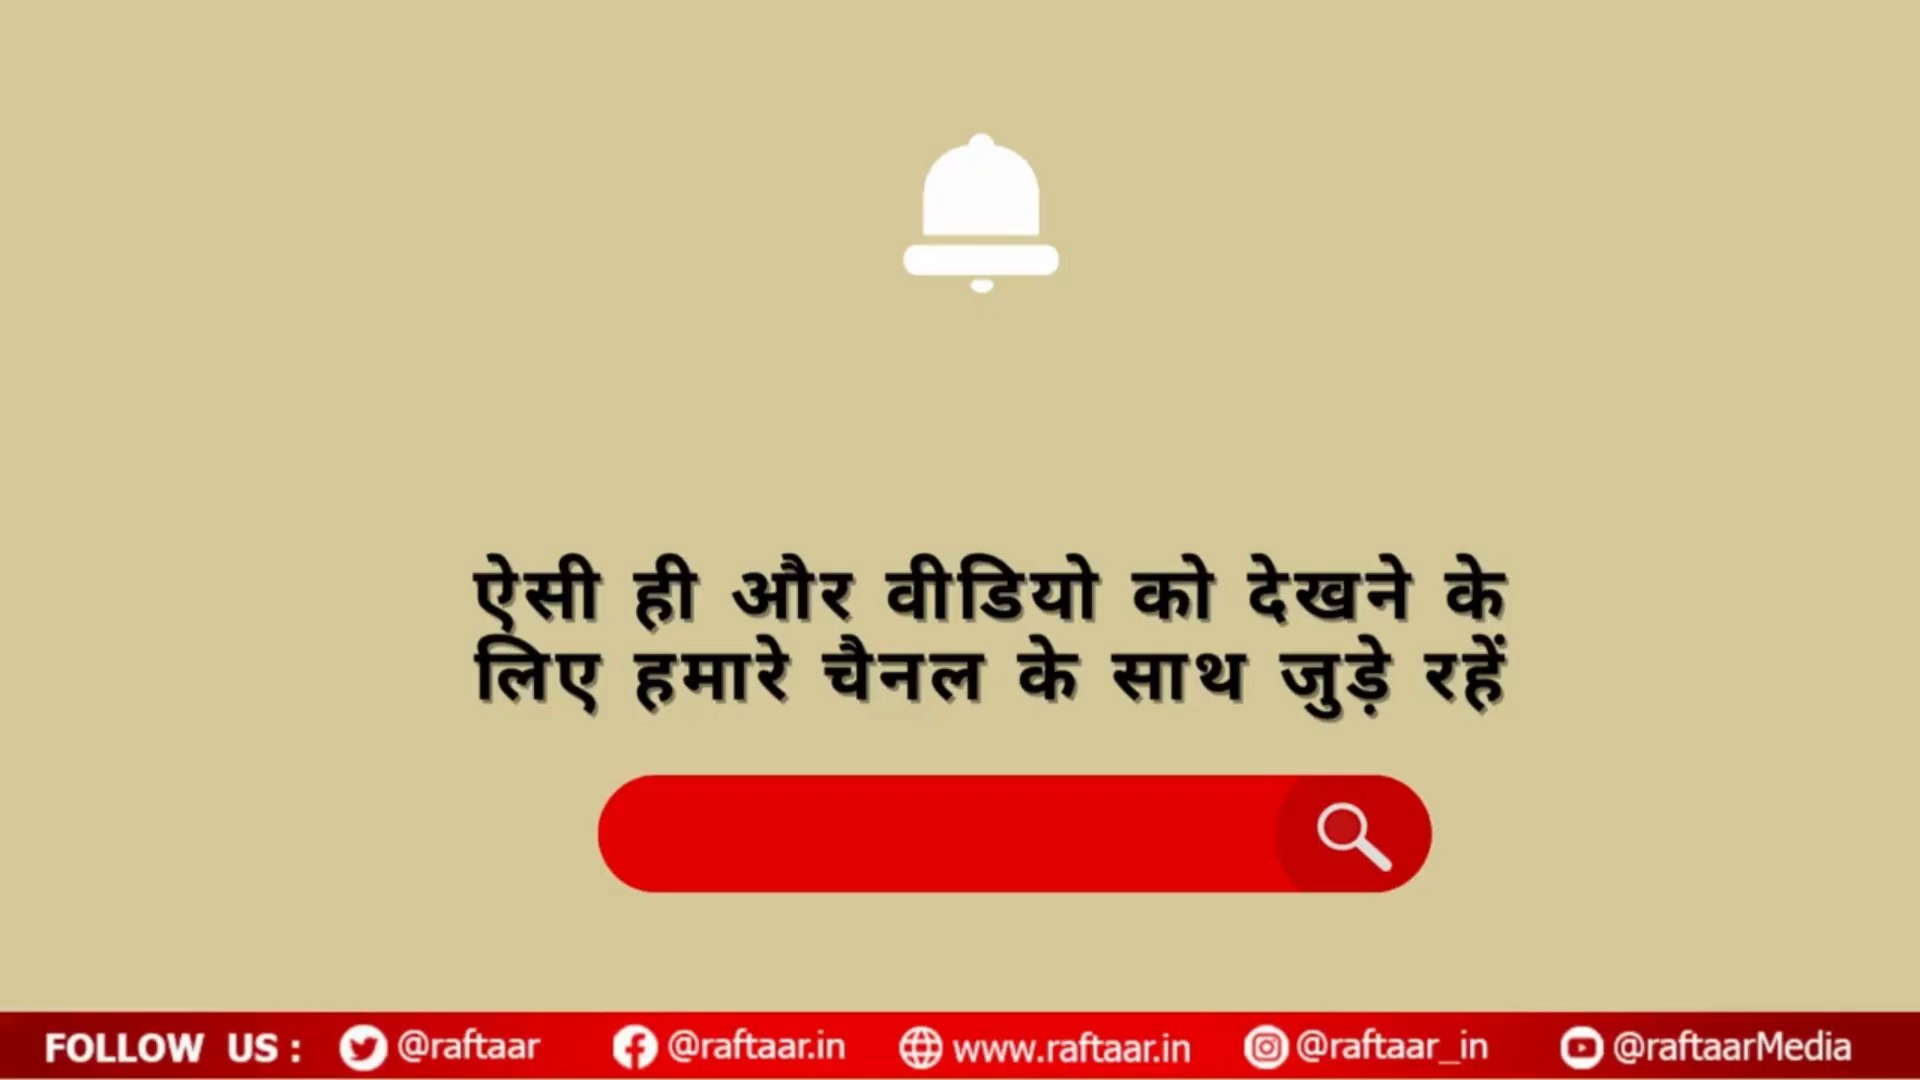 ऐसी ही और वीडियो को देखने के
लिए हमारे चैनल के साथ जुड़े रहें
FOLLOW US : @raftaar @raftaar.in www.raftaar.in @raftaar_in @raftaarMedia